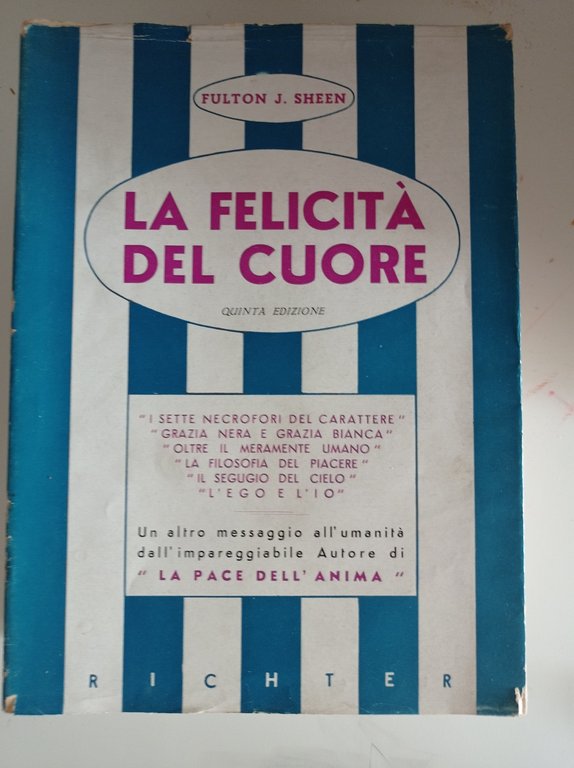 FULTON J. SHEEN
LA FELICITÀ
DEL CUORE
QUINTA EDIZIONE
"I SETTE NECROFORI DEL CARATTERE"
"GRAZIA NERA E GRAZIA BIANCA"
"OLTRE IL MERAMENTE UMANO"
"LA FILOSOFIA DEL PIACERE"
"IL SEGUGIO DEL CIELO"
"L'EGO E L'IO"
Un altro messaggio all'umanità
dall'impareggiabile Autore di
"LA PACE DELL'ANIMA"
RICHTER